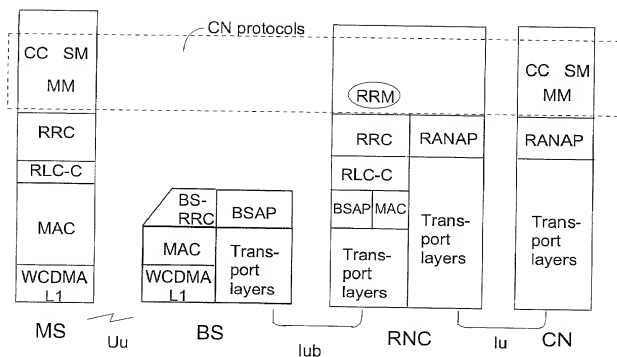 CN protocols
CC SM
MM
RRC
RLC-C
MAC
WCDMA
L1
MS
Uu
BS-
RRC
BSAP
MAC
WCDMA
L1
Trans-
port
layers
BS
Iub
RRM
RRC
RANAP
RLC-C
BSAP
MAC
Trans-
port
layers
Trans-
port
layers
RNC
Iu
CC SM
MM
RANAP
Trans-
port
layers
CN